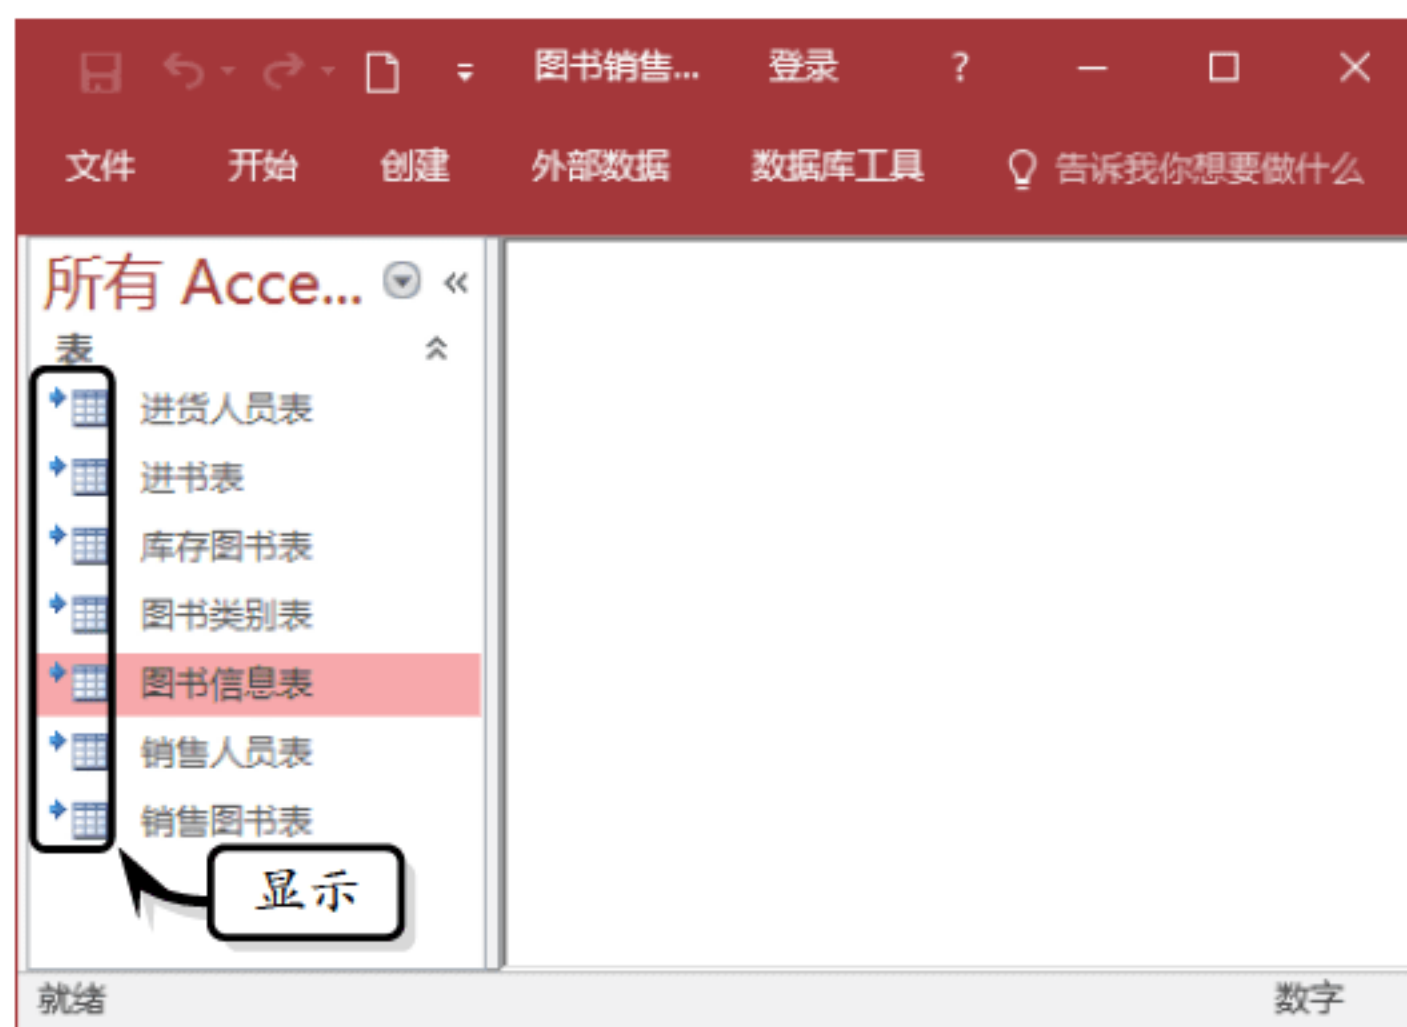 图书销售... 登录 ?
文件 开始 创建 外部数据 数据库工具 告诉我你想要做什么
所有 Acce... «
表
进货人员表
进书表
库存图书表
图书类别表
图书信息表
销售人员表
销售图书表
显示
就绪 数字